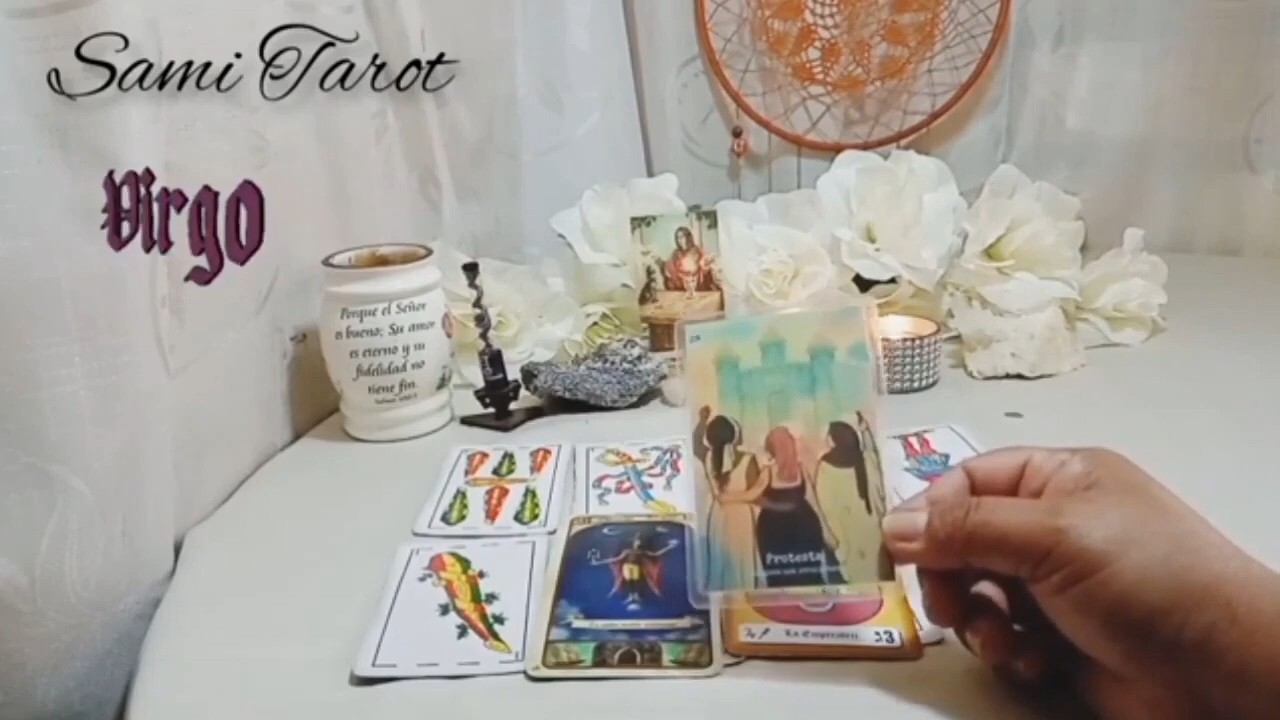 Sami Tarot
Virgo
Porque el Señor
es bueno; Su amor
es eterno y su
fidelidad no
tiene fin.
Protesta
La Emperatriz